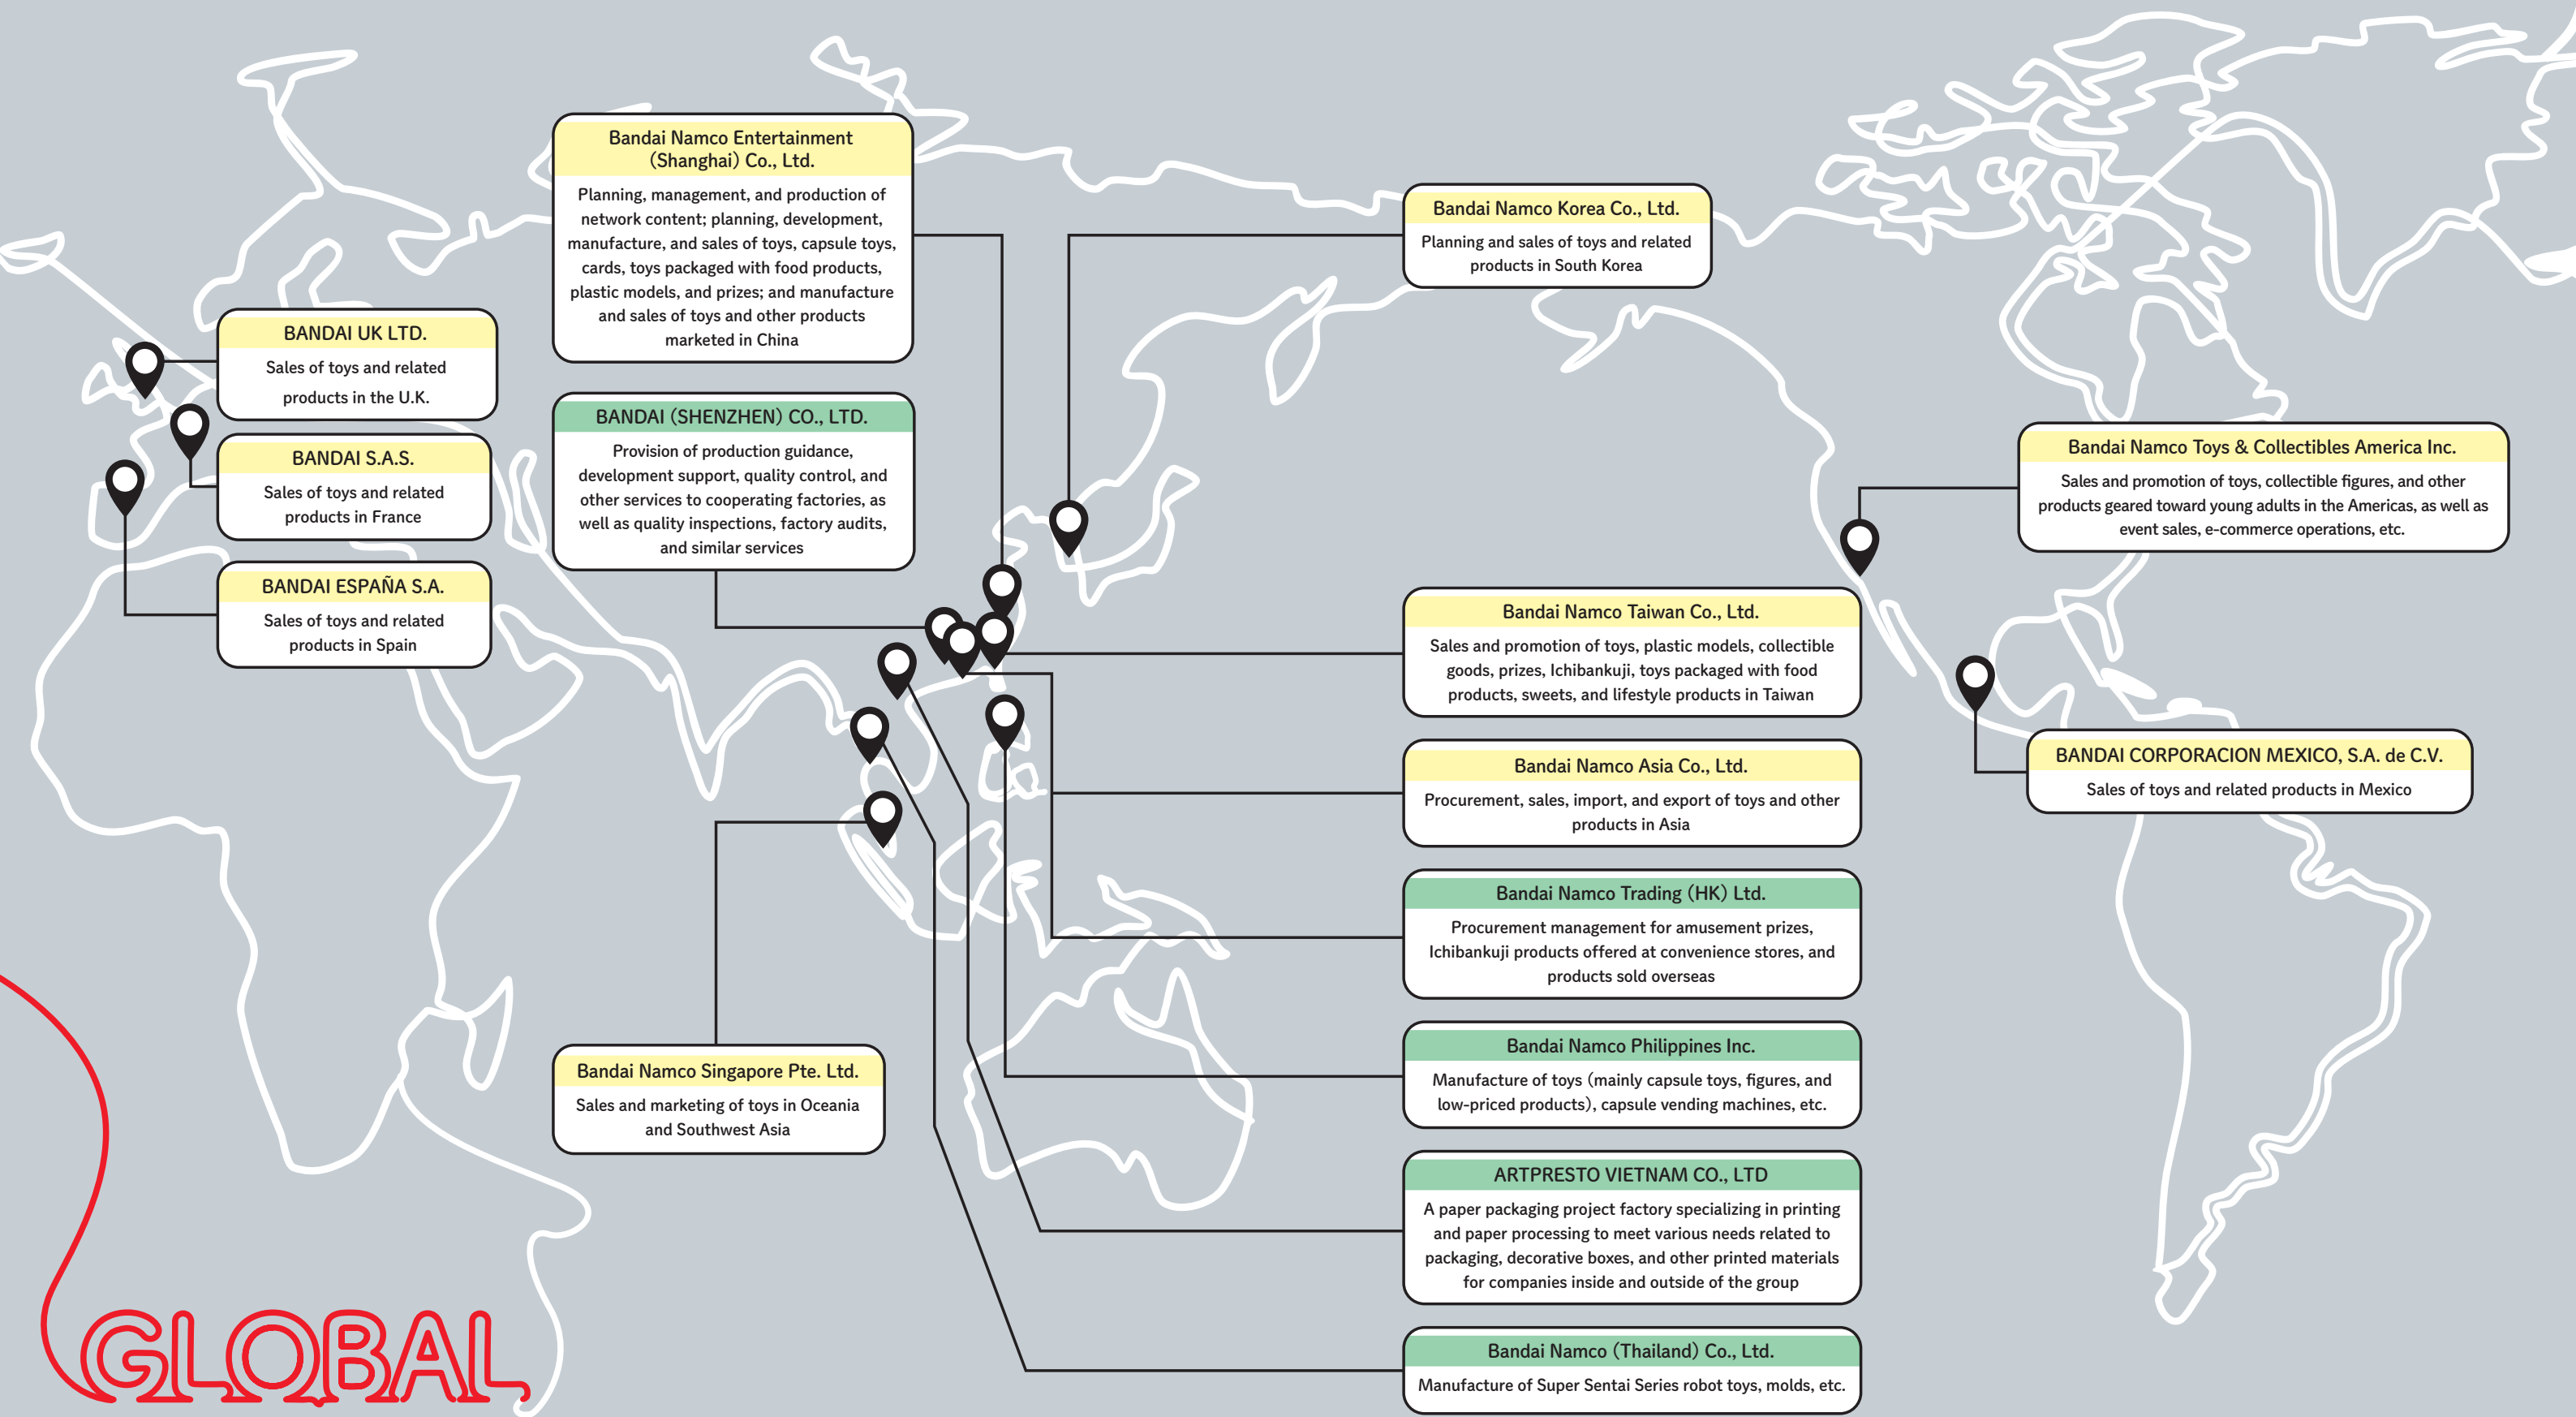 Bandai Namco Entertainment
(Shanghai) Co., Ltd.
Planning, management, and production of
network content; planning, development,
manufacture, and sales of toys, capsule toys,
cards, toys packaged with food products,
plastic models, and prizes; and manufacture
and sales of toys and other products
marketed in China
Bandai Namco Korea Co., Ltd.
Planning and sales of toys and related
products in South Korea
BANDAI UK LTD.
Sales of toys and related
products in the U.K.
BANDAI S.A.S.
Sales of toys and related
products in France
BANDAI ESPAÑA S.A.
Sales of toys and related
products in Spain
BANDAI (SHENZHEN) CO., LTD.
Provision of production guidance,
development support, quality control, and
other services to cooperating factories, as
well as quality inspections, factory audits,
and similar services
Bandai Namco Toys & Collectibles America Inc.
Sales and promotion of toys, collectible figures, and other
products geared toward young adults in the Americas, as well as
event sales, e-commerce operations, etc.
Bandai Namco Taiwan Co., Ltd.
Sales and promotion of toys, plastic models, collectible
goods, prizes, Ichibankuji, toys packaged with food
products, sweets, and lifestyle products in Taiwan
BANDAI CORPORACION MEXICO, S.A. de C.V.
Sales of toys and related products in Mexico
Bandai Namco Asia Co., Ltd.
Procurement, sales, import, and export of toys and other
products in Asia
Bandai Namco Trading (HK) Ltd.
Procurement management for amusement prizes,
Ichibankuji products offered at convenience stores, and
products sold overseas
Bandai Namco Philippines Inc.
Manufacture of toys (mainly capsule toys, figures, and
low-priced products), capsule vending machines, etc.
Bandai Namco Singapore Pte. Ltd.
Sales and marketing of toys in Oceania
and Southwest Asia
ARTPRESTO VIETNAM CO., LTD
A paper packaging project factory specializing in printing
and paper processing to meet various needs related to
packaging, decorative boxes, and other printed materials
for companies inside and outside of the group
Bandai Namco (Thailand) Co., Ltd.
Manufacture of Super Sentai Series robot toys, molds, etc.
GLOBAL